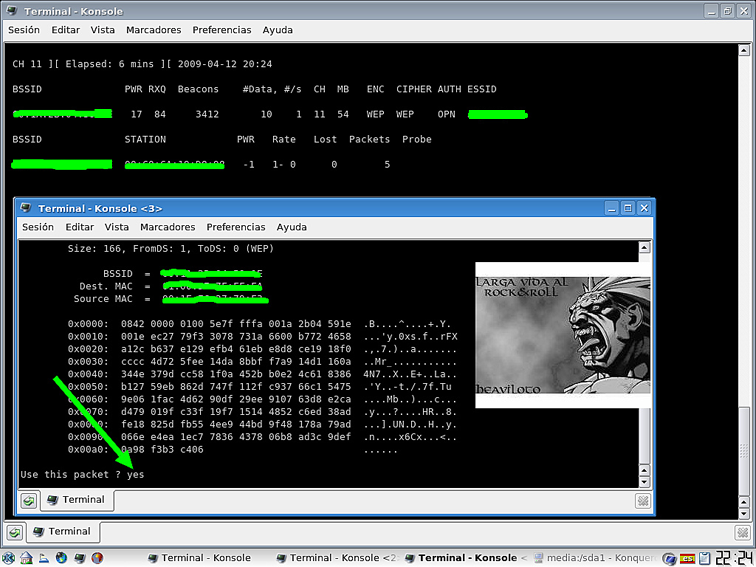 Terminal - Konsole
Sesión Editar Vista Marcadores Preferencias Ayuda
CH 11 ][ Elapsed: 6 mins ][ 2009-04-12 20:24
BSSID PWR RXQ Beacons #Data, #/s CH MB ENC CIPHER AUTH ESSID
17 84 3412 10 1 11 54 WEP WEP OPN
BSSID STATION PWR Rate Lost Packets Probe
-1 1- 0 0 5
Terminal - Konsole <3>
Sesión Editar Vista Marcadores Preferencias Ayuda
Size: 166, FromDS: 1, ToDS: 0 (WEP)
BSSID =
Dest. MAC =
Source MAC =
LARGA VIDA AL
ROCK&ROLL
HEAVILOTO
0x0000: 0842 0000 0100 5e7f fffa 001a 2b04 591e .B....^....+.Y.
0x0010: 001e ec27 79f3 3078 731a 6600 b772 4658 ...'y.0xs.f..rFX
0x0020: a12c b637 e129 efb4 61eb e8d8 ce19 18f0 .,.7.)..a.......
0x0030: cccc 4d72 5fee 14da 8bbf f7a9 14d1 160a ..Mr_...........
0x0040: 344e 379d cc58 1f0a 452b b0e2 4c61 8386 4N7..X..E+..La..
0x0050: b127 59eb 862d 747f 112f c937 66c1 5475 .'Y..-t./.7f.Tu
0x0060: 9e06 1fac 4d62 90df 29ee 9107 63d8 e2ca ....Mb..)...c...
d479 019f c33f 19f7 1514 4852 c6ed 38ad .y...?....HR..8.
fe18 825d fb55 4ee9 44bd 9f48 178a 79ad ...].UN.D..H..y.
0x0090: 066e e4ea 1ec7 7836 4378 06b8 ad3c 9def .n....x6Cx...<..
0x00a0: 0a98 f3b3 c406 ......
Use this packet ? yes
Terminal
Terminal
Terminal - Konsole Terminal - Konsole <2 Terminal - Konsole < media:/sda1 - Konquer 22:24